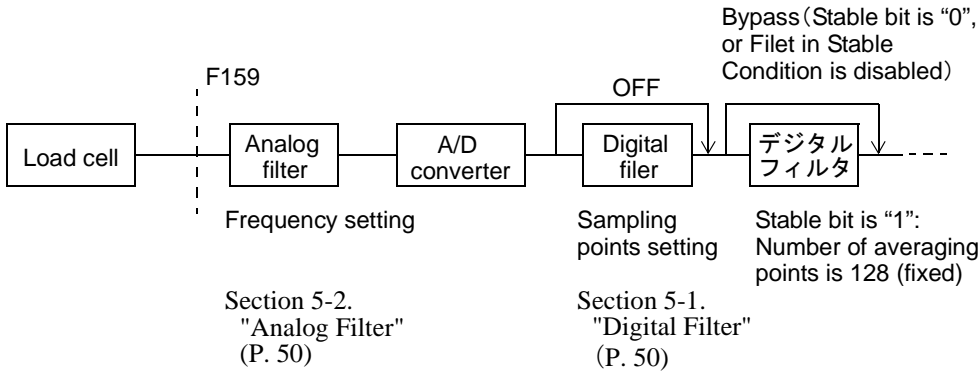 Bypass（Stable bit is “0”,
or Filet in Stable
Condition is disabled）
F159
OFF
Load cell
Analog
filter
A/D
converter
Digital
filer
デジタル
フィルタ
Frequency setting
Sampling
points setting
Stable bit is “1”:
Number of averaging
points is 128 (fixed)
Section 5-2.
"Analog Filter"
(P. 50)
Section 5-1.
"Digital Filter"
(P. 50)